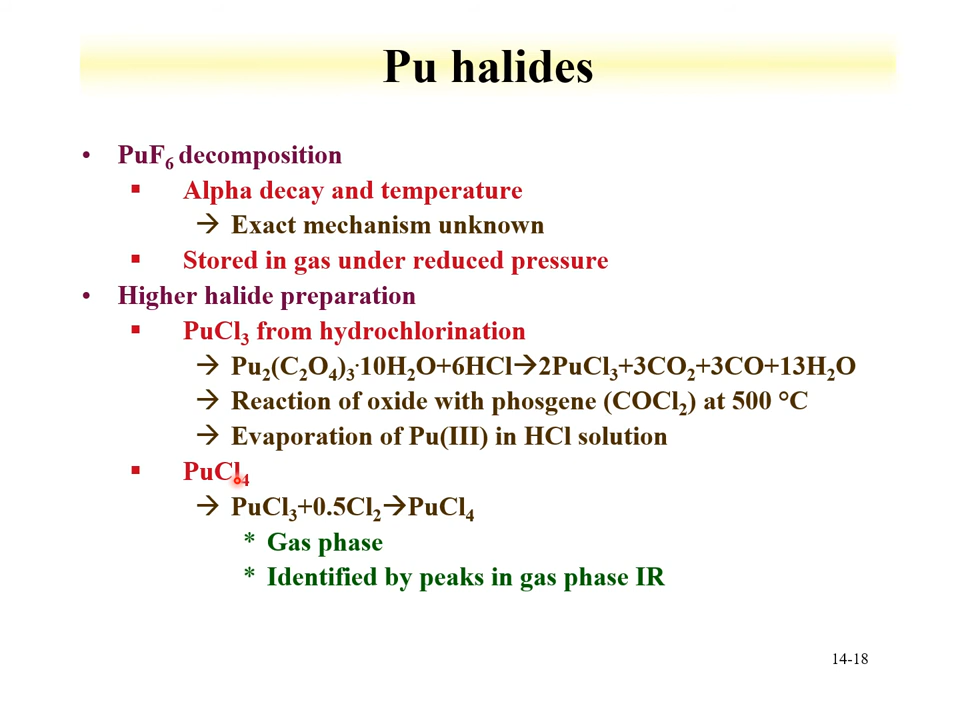 Pu halides
• PuF₆ decomposition
▪ Alpha decay and temperature
→ Exact mechanism unknown
▪ Stored in gas under reduced pressure
• Higher halide preparation
▪ PuCl₃ from hydrochlorination
→ Pu₂(C₂O₄)₃·10H₂O+6HCl→2PuCl₃+3CO₂+3CO+13H₂O
→ Reaction of oxide with phosgene (COCl₂) at 500 °C
→ Evaporation of Pu(III) in HCl solution
▪ PuCl₄
→ PuCl₃+0.5Cl₂→PuCl₄
* Gas phase
* Identified by peaks in gas phase IR
14-18